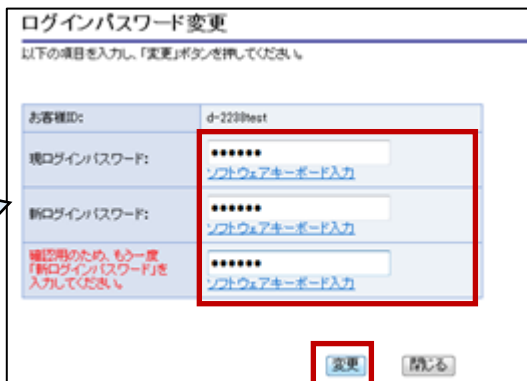 ログインパスワード変更
以下の項目を入力し、「変更」ボタンを押してください。
お客様ID: d-2238test
現ログインパスワード: ●●●●●●
ソフトウェアキーボード入力
新ログインパスワード: ●●●●●●
ソフトウェアキーボード入力
確認用のため、もう一度
「新ログインパスワード」を
入力してください。 ●●●●●●
ソフトウェアキーボード入力
変更 閉じる